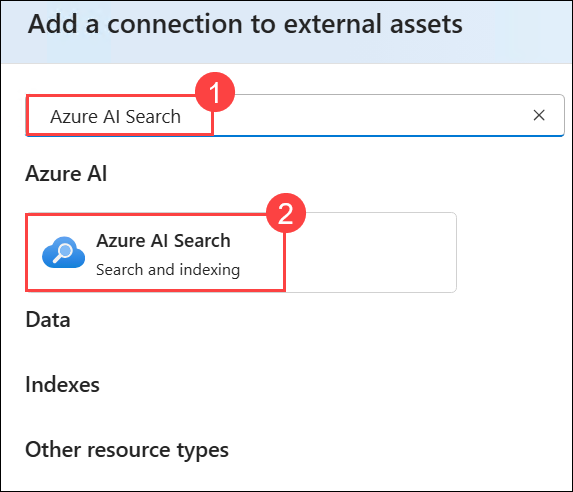 Add a connection to external assets
1
Azure AI Search
Azure AI
2
Azure AI Search
Search and indexing
Data
Indexes
Other resource types